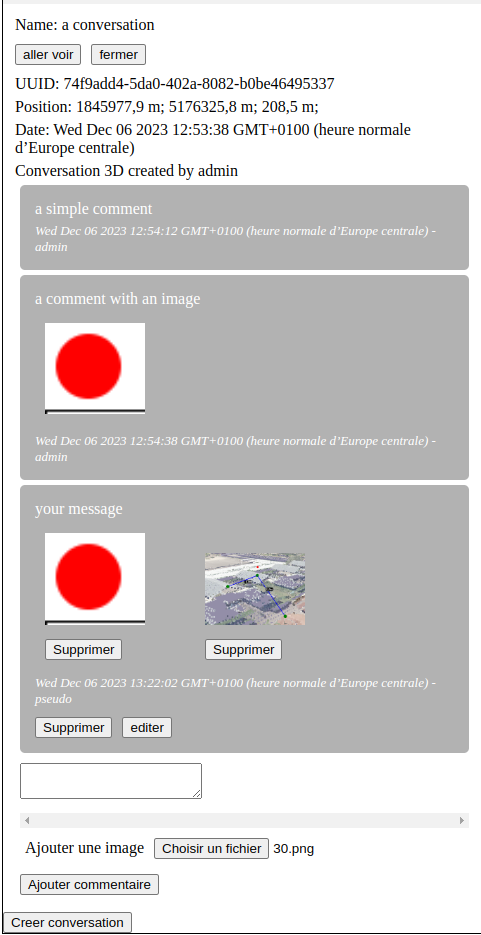 Name: a conversation
aller voir fermer
UUID: 74f9add4-5da0-402a-8082-b0be46495337
Position: 1845977,9 m; 5176325,8 m; 208,5 m;
Date: Wed Dec 06 2023 12:53:38 GMT+0100 (heure normale
d’Europe centrale)
Conversation 3D created by admin
a simple comment
Wed Dec 06 2023 12:54:12 GMT+0100 (heure normale d’Europe centrale) -
admin
a comment with an image
Wed Dec 06 2023 12:54:38 GMT+0100 (heure normale d’Europe centrale) -
admin
your message
Supprimer Supprimer
Wed Dec 06 2023 13:22:02 GMT+0100 (heure normale d’Europe centrale) -
pseudo
Supprimer editer
Ajouter une image Choisir un fichier 30.png
Ajouter commentaire
Creer conversation